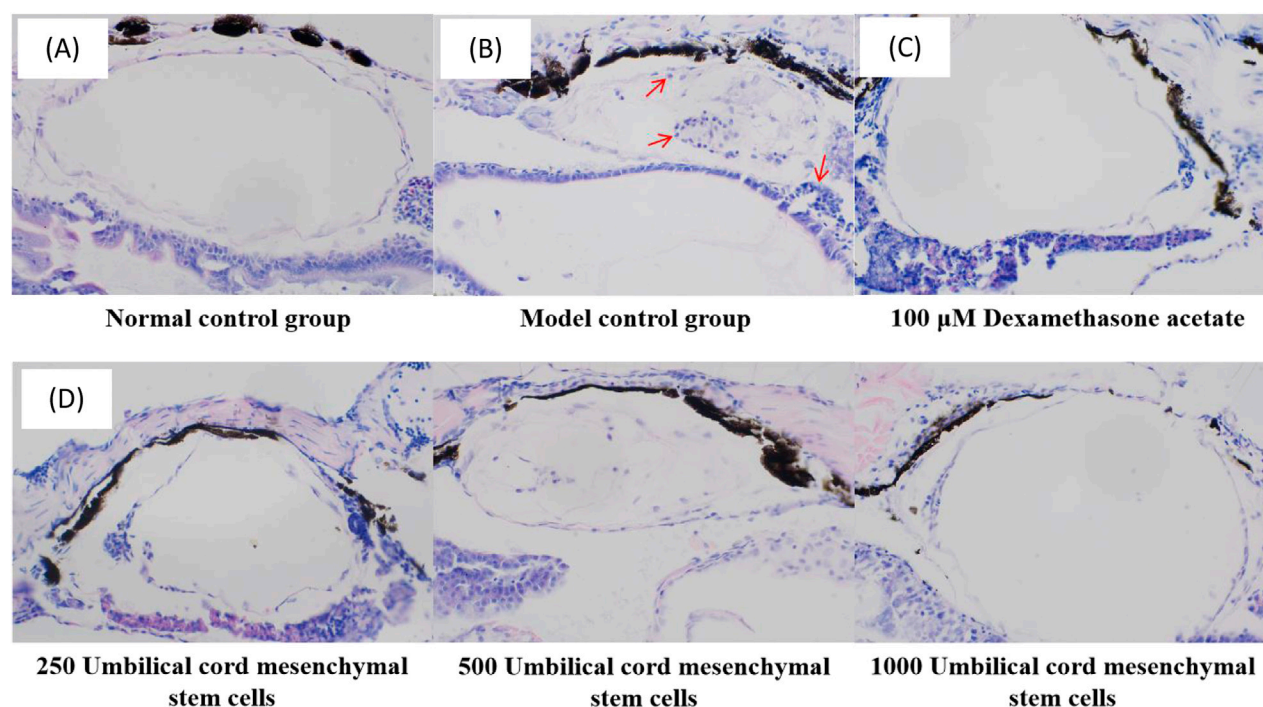 (A)
(B)
(C)
Normal control group
Model control group
100 μM Dexamethasone acetate
(D)
250 Umbilical cord mesenchymal
stem cells
500 Umbilical cord mesenchymal
stem cells
1000 Umbilical cord mesenchymal
stem cells